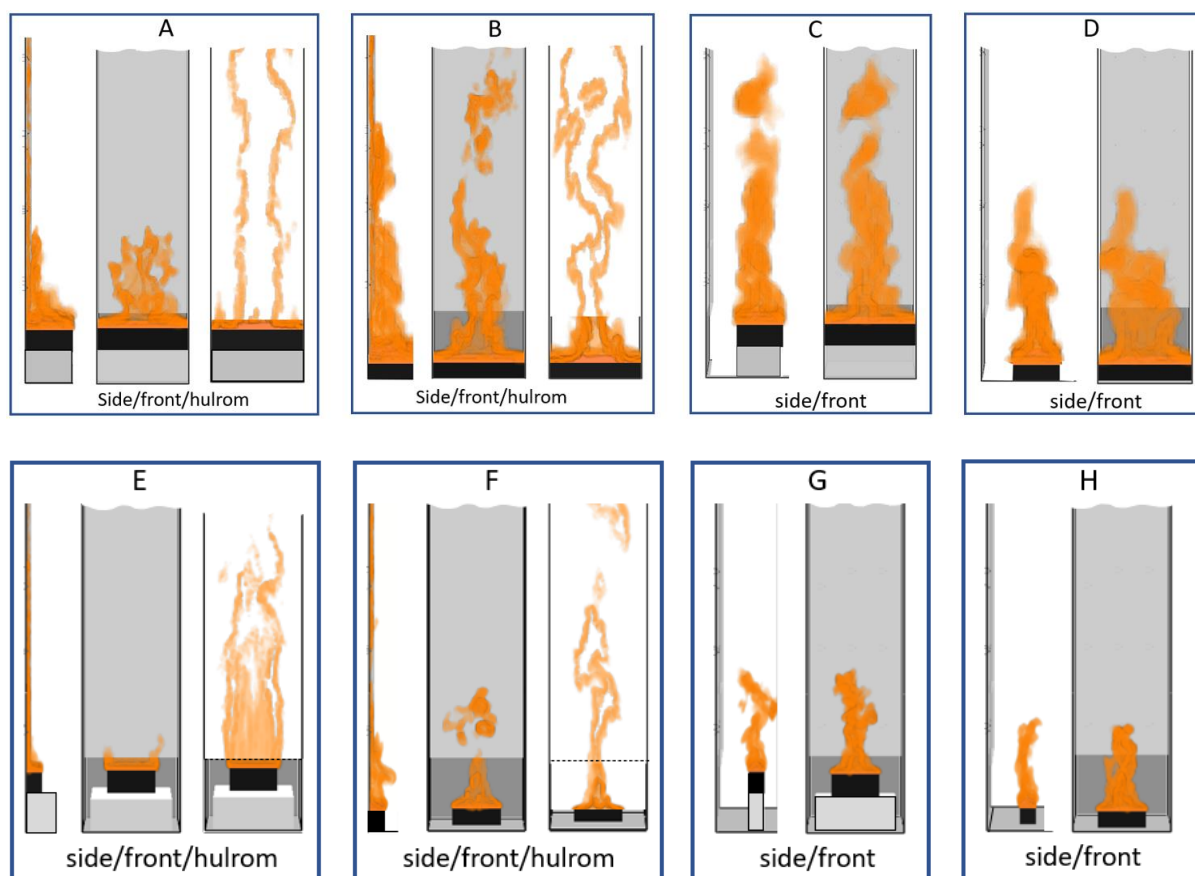 A
Side/front/hulrom
B
Side/front/hulrom
C
side/front
D
side/front
E
side/front/hulrom
F
side/front/hulrom
G
side/front
H
side/front